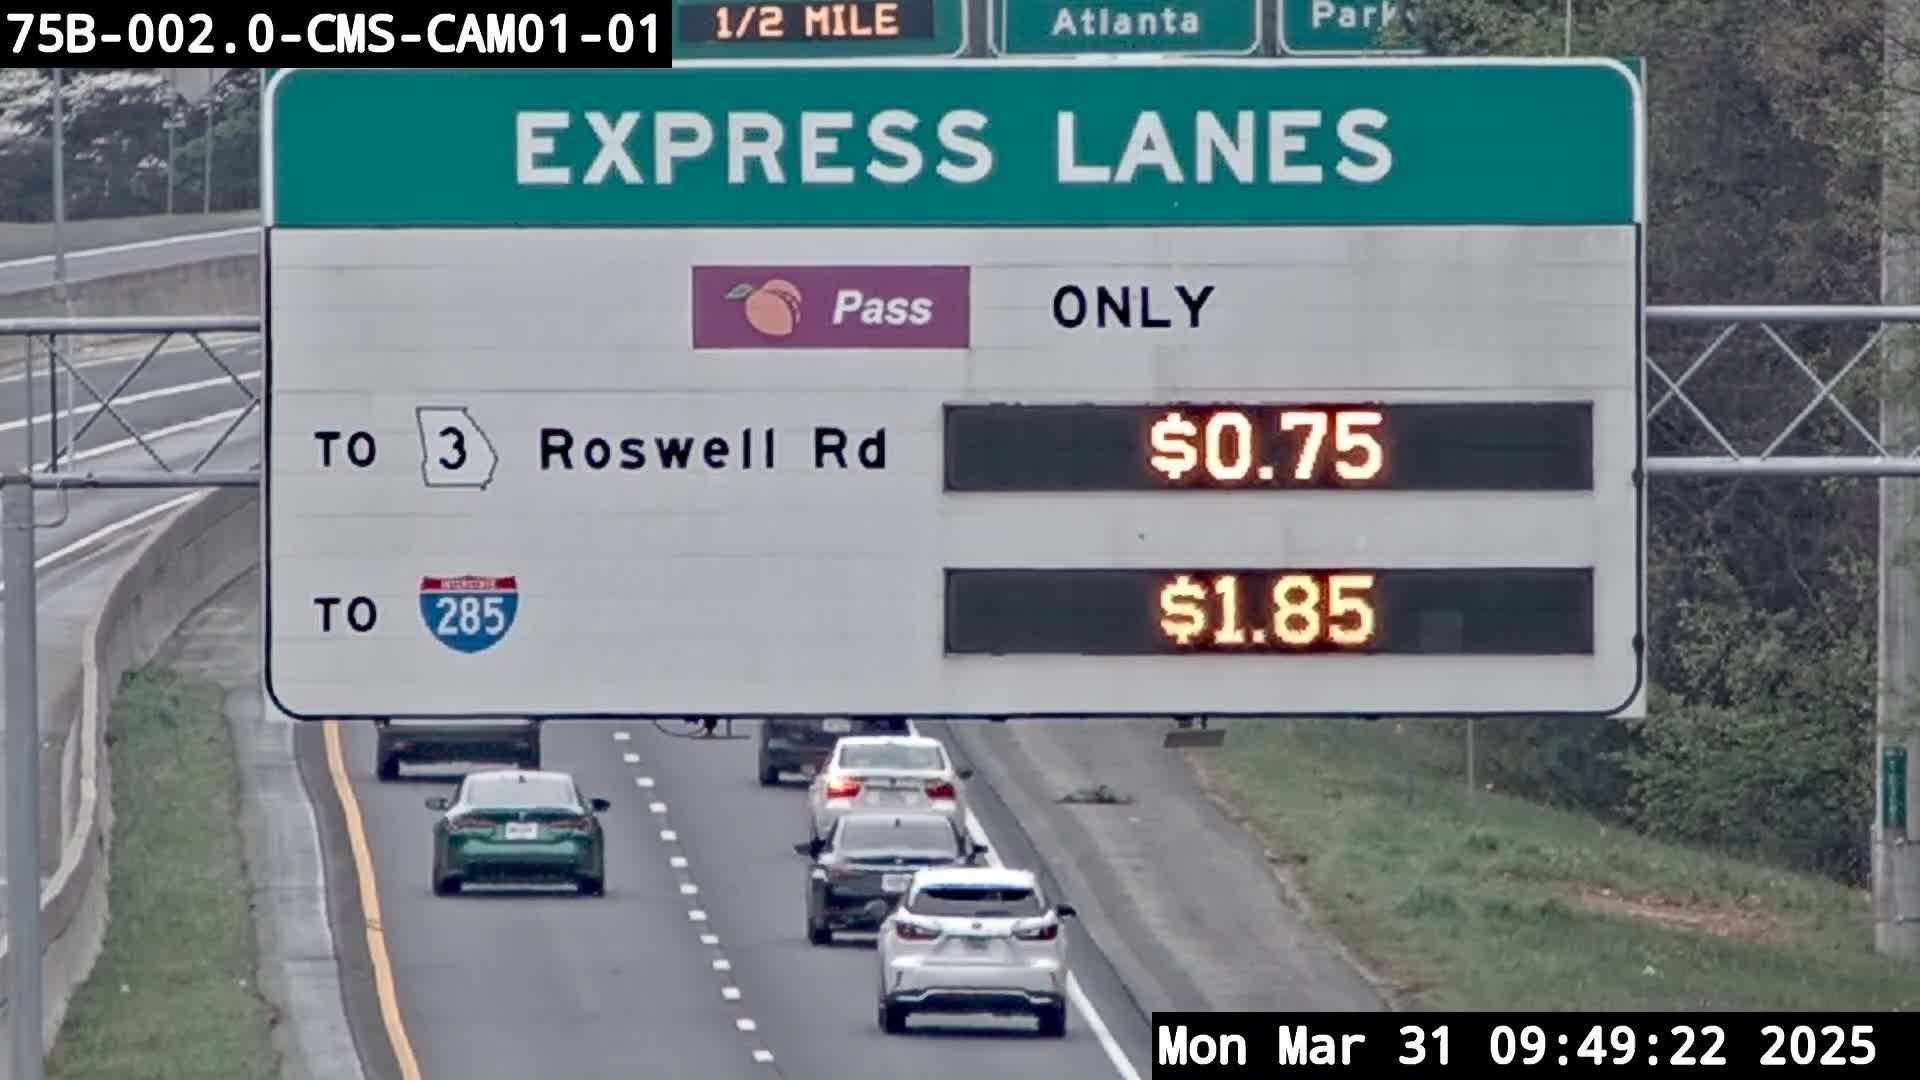 75B-002.0-CMS-CAM01-01
1/2 MILE
Atlanta
Park
EXPRESS LANES
Pass ONLY
TO 3 Roswell Rd $0.75
TO INTERSTATE 285 $1.85
Mon Mar 31 09:49:22 2025